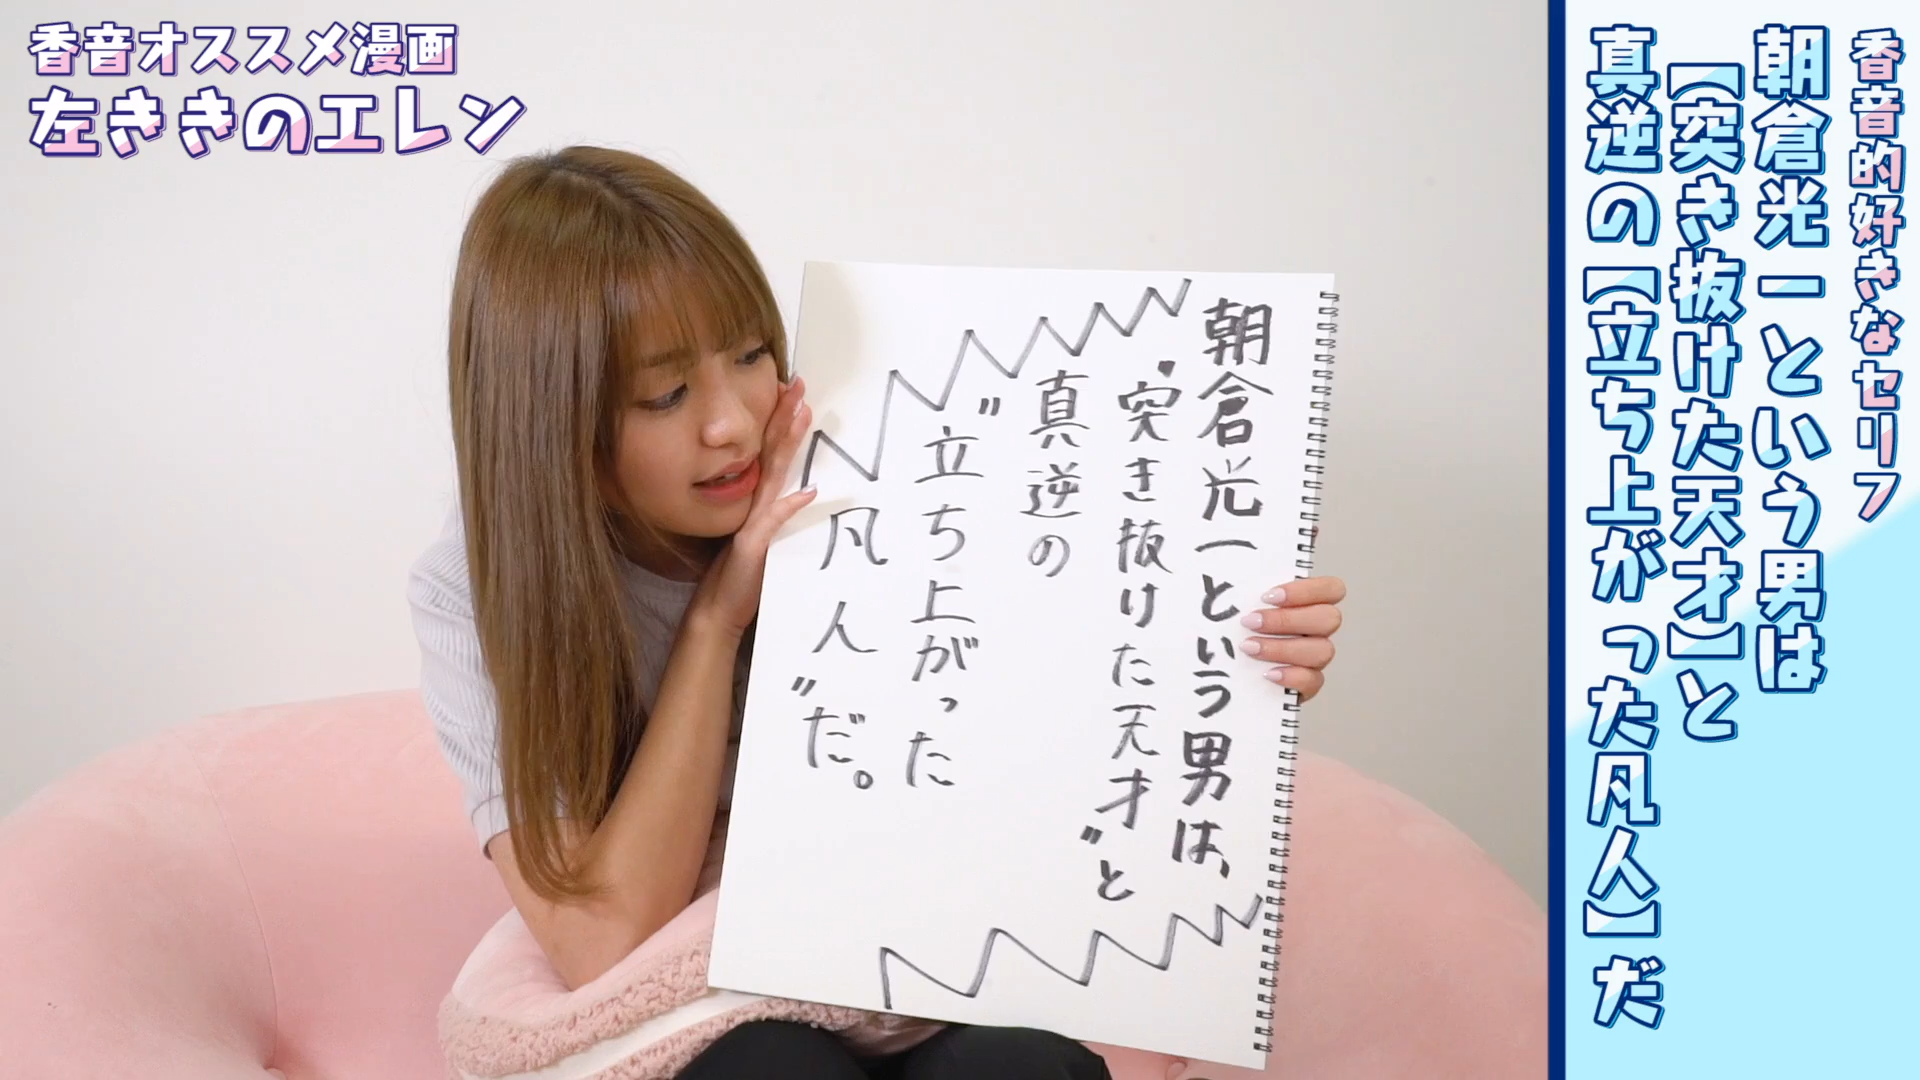 香音オススメ漫画
左ききのエレン
香音的好きなセリフ
朝倉光一という男は
【突き抜けた天才】と
真逆の【立ち上がった凡人】だ
朝倉光一という男は、
"突き抜けた天才"と
真逆の
"立ち上がった
凡人"だ。